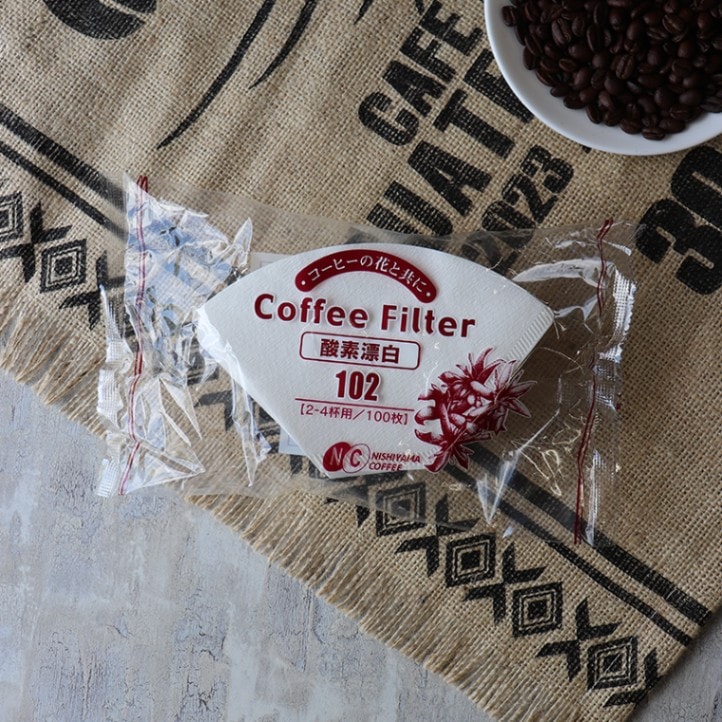 CAFÉ
2023
30
コーヒーの花と共に
Coffee Filter
酸素漂白
102
【2-4杯用／100枚】
NC NISHIYAMA
COFFEE